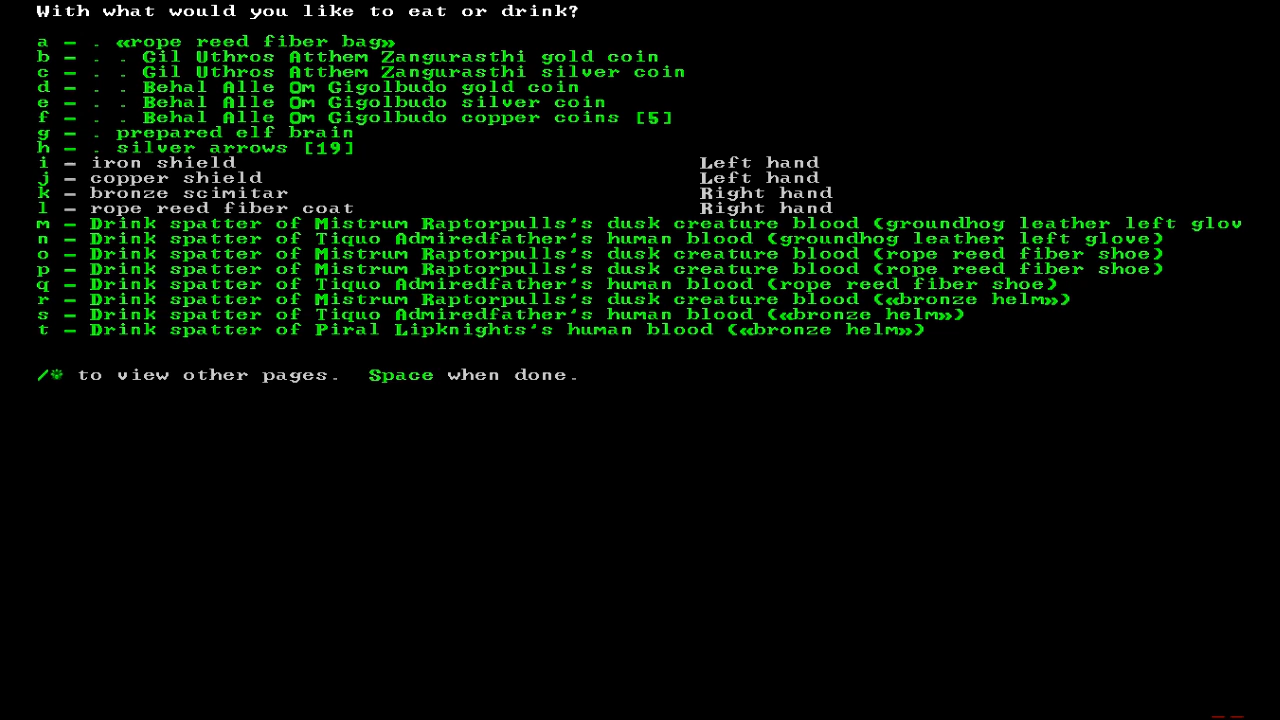 With what would you like to eat or drink?
a - . «rope reed fiber bag»
b - . . Gil Uthros Atthem Zangurasthi gold coin
c - . . Gil Uthros Atthem Zangurasthi silver coin
d - . . Behal Alle Om Gigolbudo gold coin
e - . . Behal Alle Om Gigolbudo silver coin
f - . . Behal Alle Om Gigolbudo copper coins [5]
g - . prepared elf brain
h - . silver arrows [19]
i - iron shield Left hand
j - copper shield Left hand
k - bronze scimitar Right hand
l - rope reed fiber coat Right hand
m - Drink spatter of Mistrum Raptorpulls's dusk creature blood (groundhog leather left glov
n - Drink spatter of Tiquo Admiredfather's human blood (groundhog leather left glove)
o - Drink spatter of Mistrum Raptorpulls's dusk creature blood (rope reed fiber shoe)
p - Drink spatter of Mistrum Raptorpulls's dusk creature blood (rope reed fiber shoe)
q - Drink spatter of Tiquo Admiredfather's human blood (rope reed fiber shoe)
r - Drink spatter of Mistrum Raptorpulls's dusk creature blood («bronze helm»)
s - Drink spatter of Tiquo Admiredfather's human blood («bronze helm»)
t - Drink spatter of Piral Lipknights's human blood («bronze helm»)
/* to view other pages. Space when done.